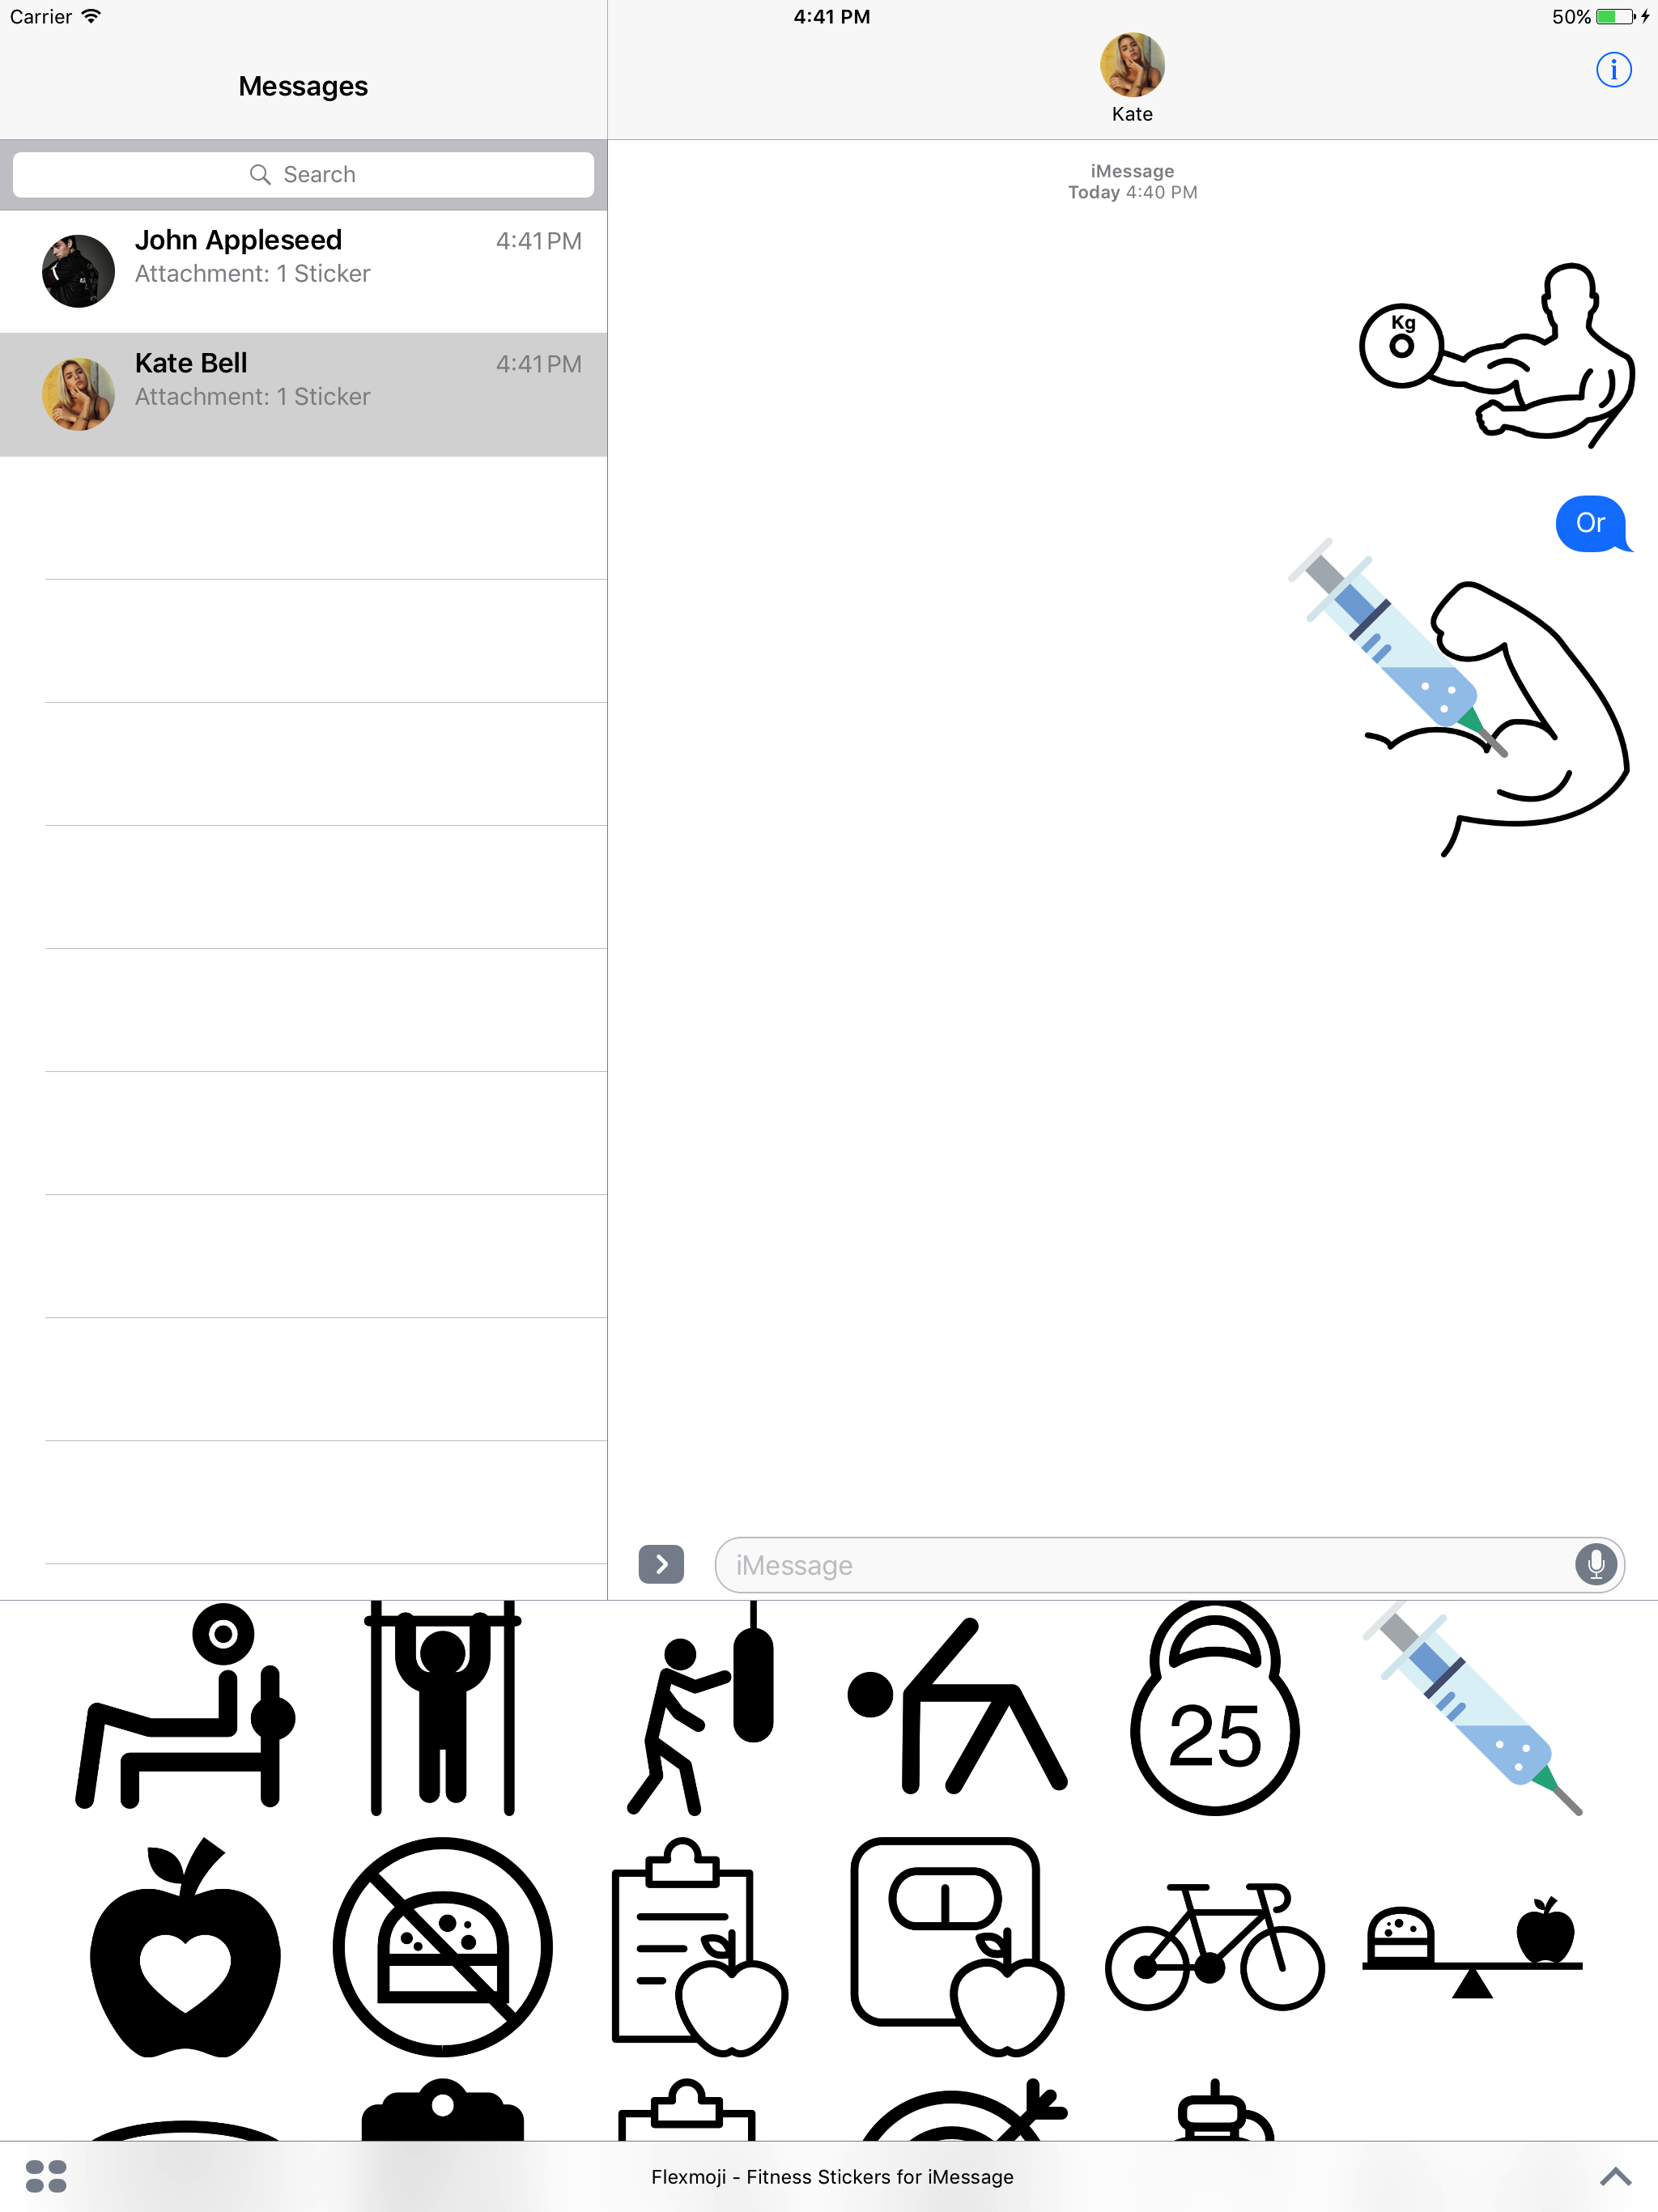 Carrier
4:41 PM
50%
Messages
Kate
Search
iMessage
Today 4:40 PM
John Appleseed
4:41 PM
Attachment: 1 Sticker
Kate Bell
4:41 PM
Attachment: 1 Sticker
Kg
Or
iMessage
25
Flexmoji - Fitness Stickers for iMessage